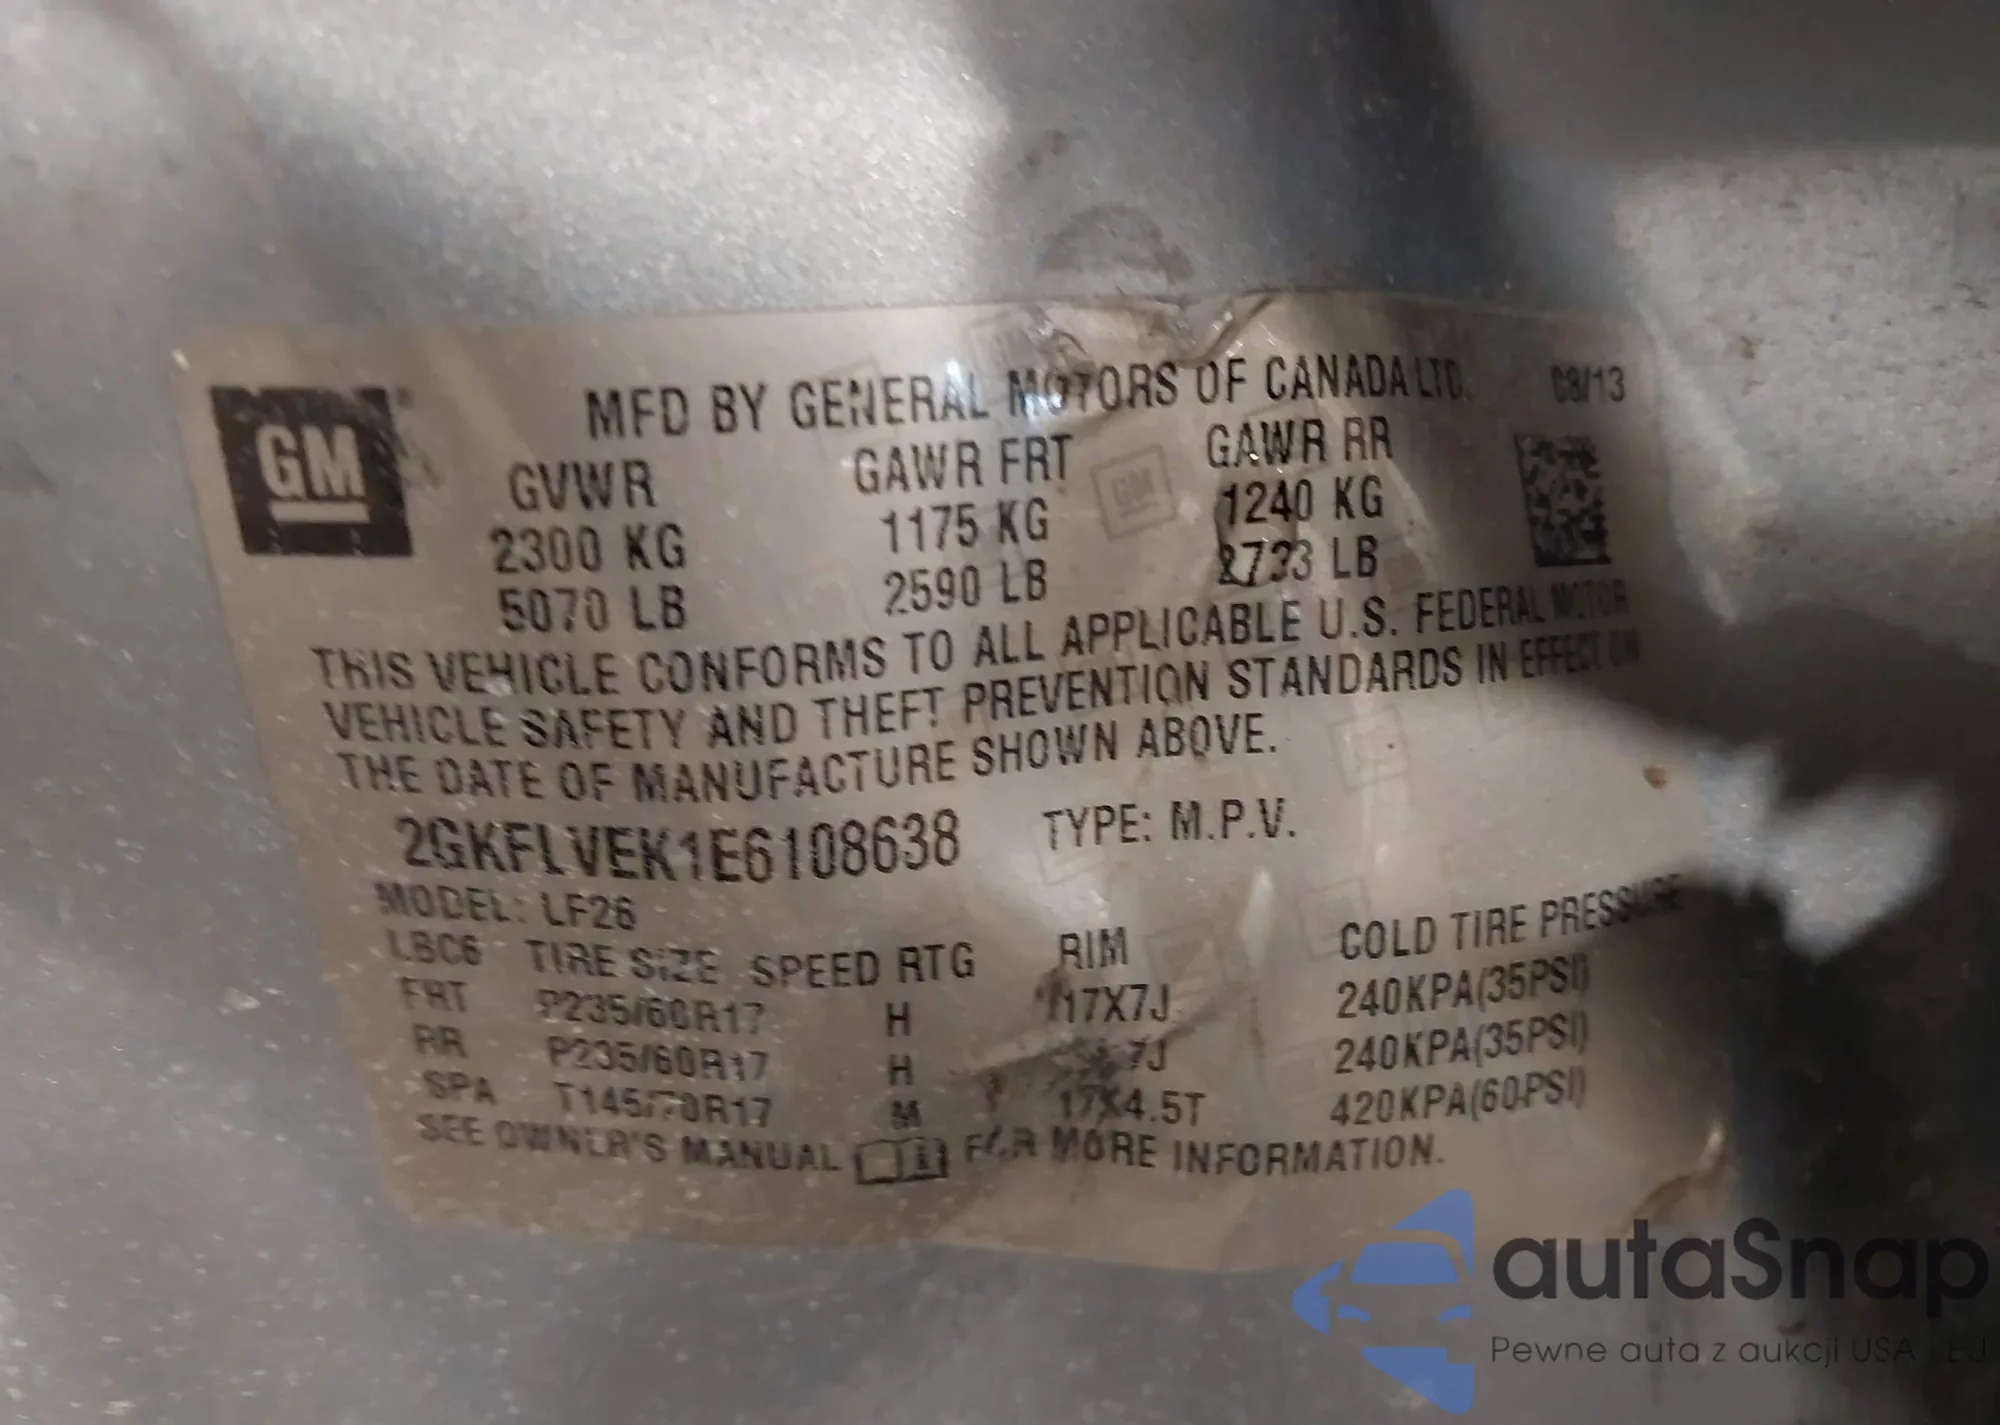 GM
MFD BY GENERAL MOTORS OF CANADA LTD. 08/13
GVWR GAWR FRT GAWR RR
2300 KG 1175 KG 1240 KG
5070 LB 2590 LB 2733 LB
THIS VEHICLE CONFORMS TO ALL APPLICABLE U.S. FEDERAL MOTOR
VEHICLE SAFETY AND THEFT PREVENTION STANDARDS IN EFFECT ON
THE DATE OF MANUFACTURE SHOWN ABOVE.
2GKFLVEK1E6108638 TYPE: M.P.V.
MODEL: LF26
LBC6 TIRE SIZE SPEED RTG RIM COLD TIRE PRESSURE
FRT P235/60R17 H 17X7J 240KPA(35PSI)
RR P235/60R17 H 7J 240KPA(35PSI)
SPA T145/70R17 M 17X4.5T 420KPA(60PSI)
SEE OWNER'S MANUAL FOR MORE INFORMATION.
autaSnap
Pewne auta z aukcji USA i EU